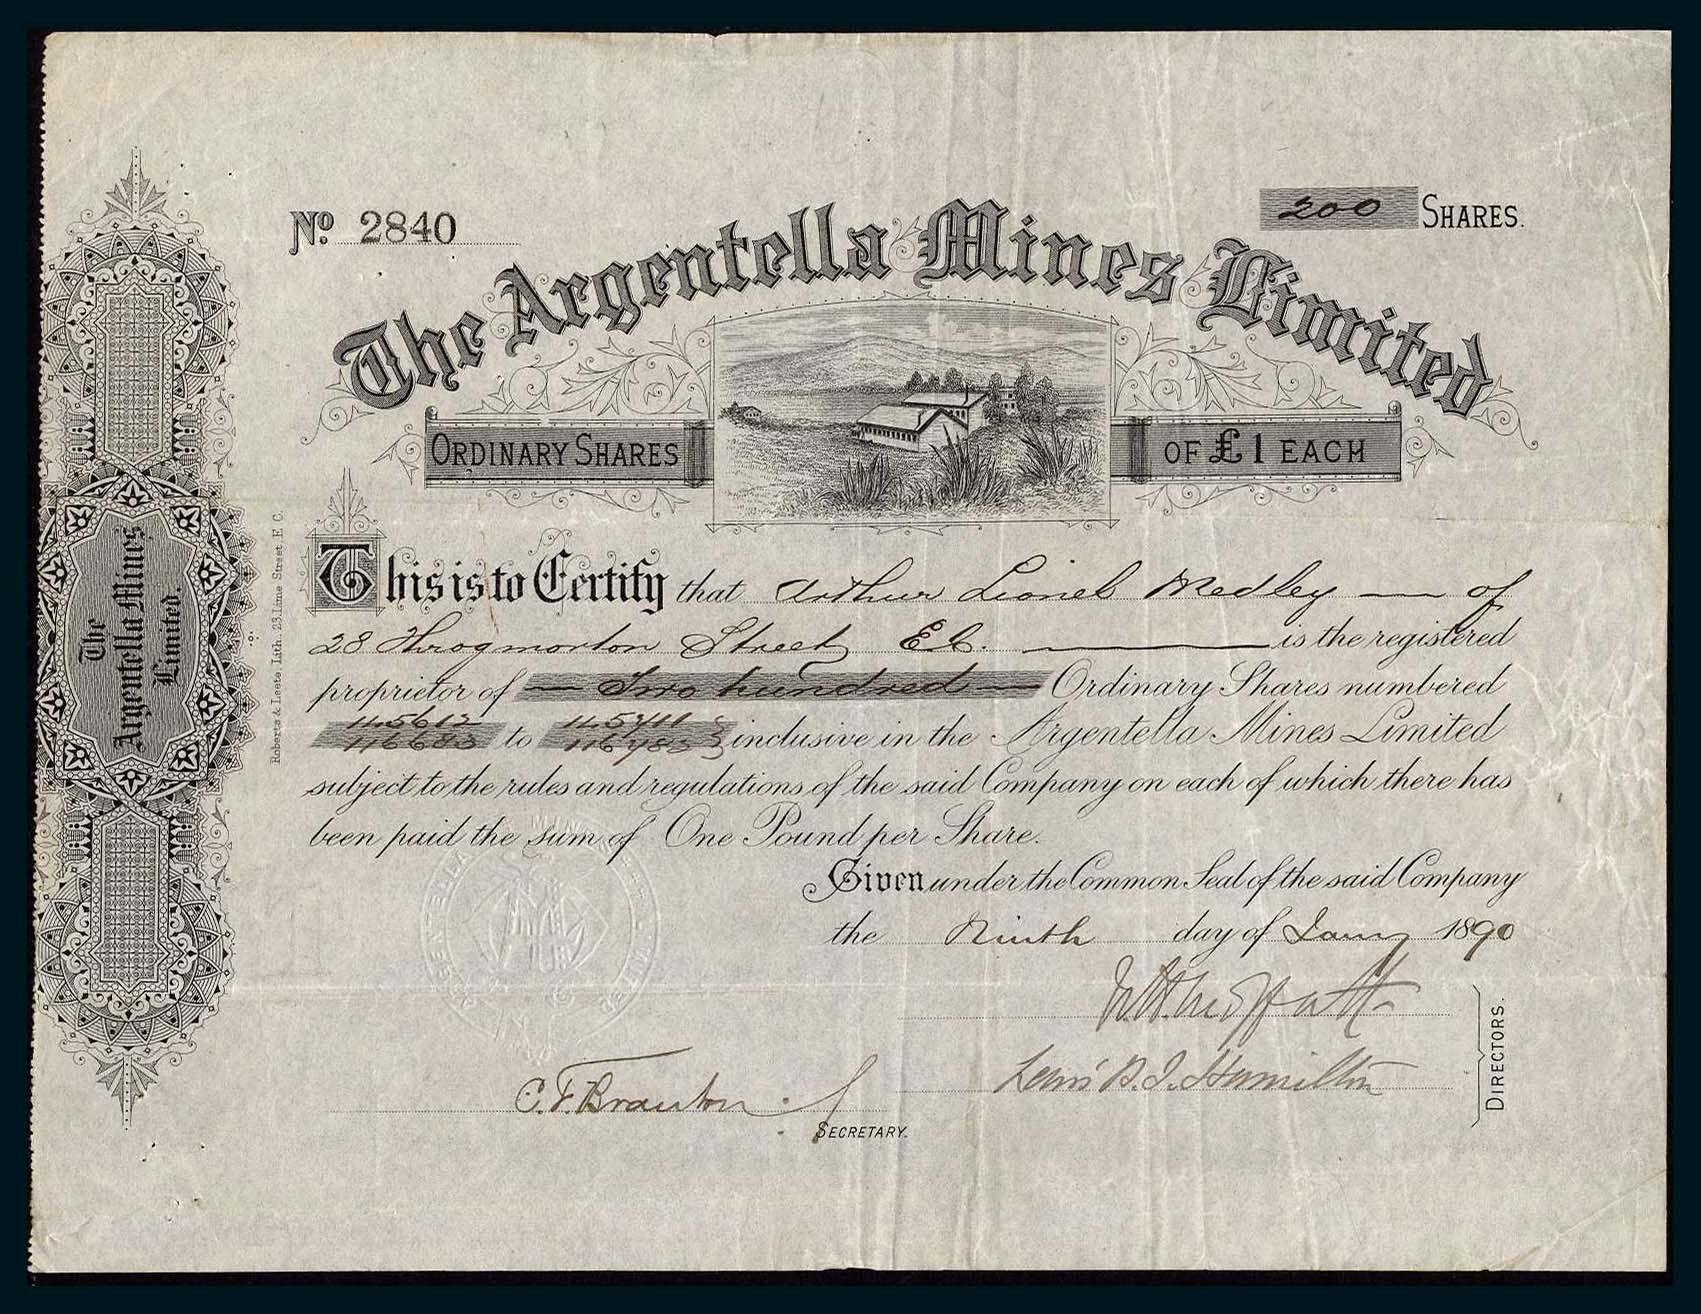 No. 2840
200 SHARES.
The Argentella Mines Limited
ORDINARY SHARES
OF £1 EACH
The
Argentella Mines
Limited.
Roberts & Leete Lith. 23, Lime Street, E.C.
This is to Certify that Arthur Lionel Medley — of
28 Throgmorton Street EC. — is the registered
proprietor of — Two hundred — Ordinary Shares numbered
to
inclusive in the Argentella Mines Limited
subject to the rules and regulations of the said Company on each of which there has
been paid the sum of One Pound per Share.
Given under the Common Seal of the said Company
the Ninth day of Jany 1890
Hamilton
DIRECTORS.
SECRETARY.